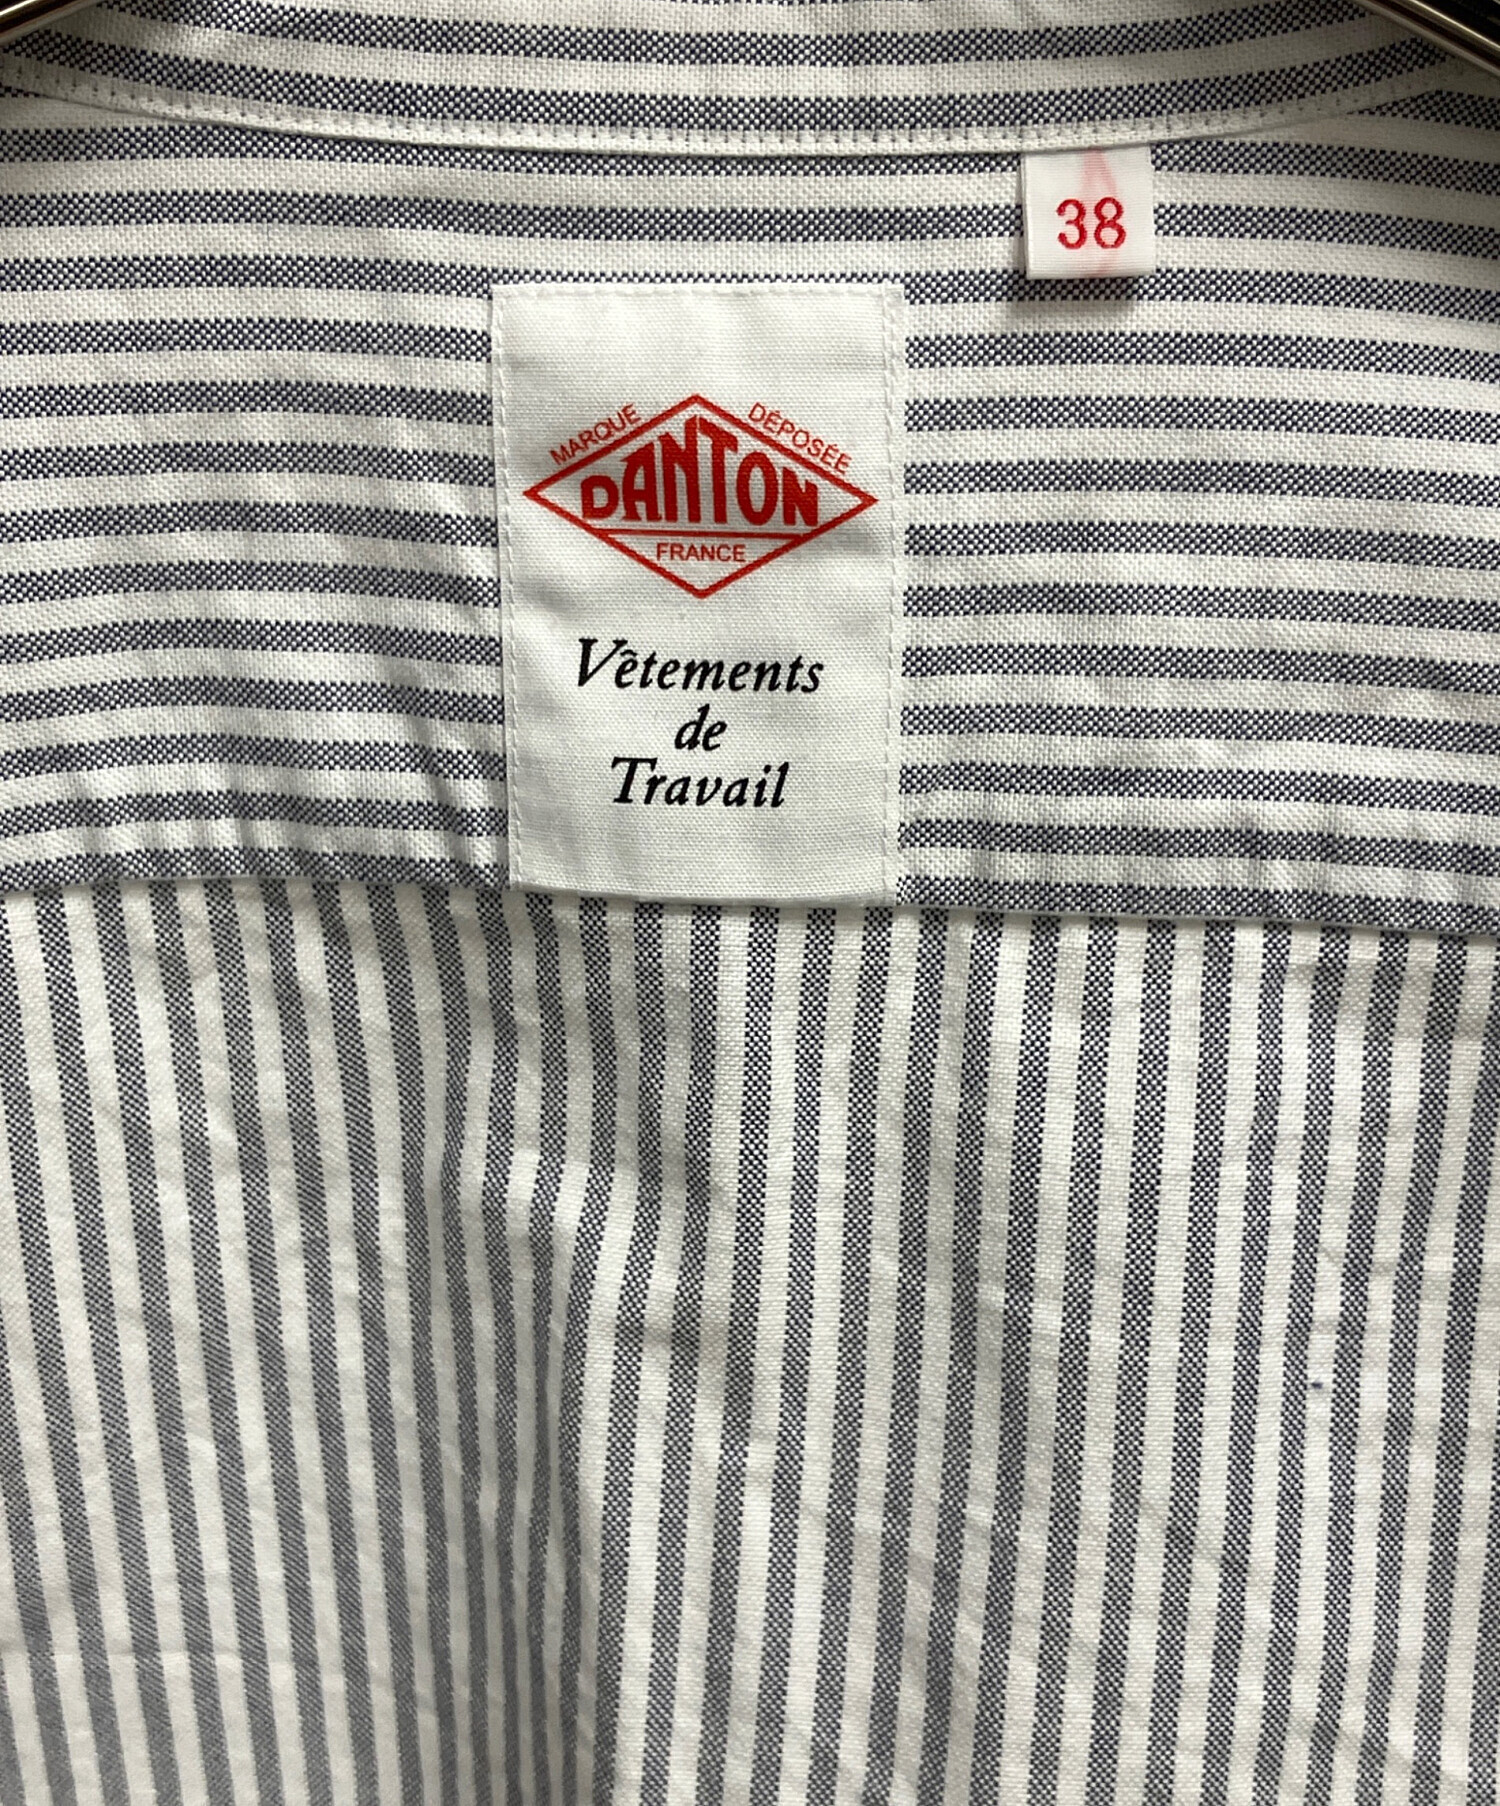 38
MARQUE DÉPOSÉE
DANTON
FRANCE
Vêtements
de
Travail